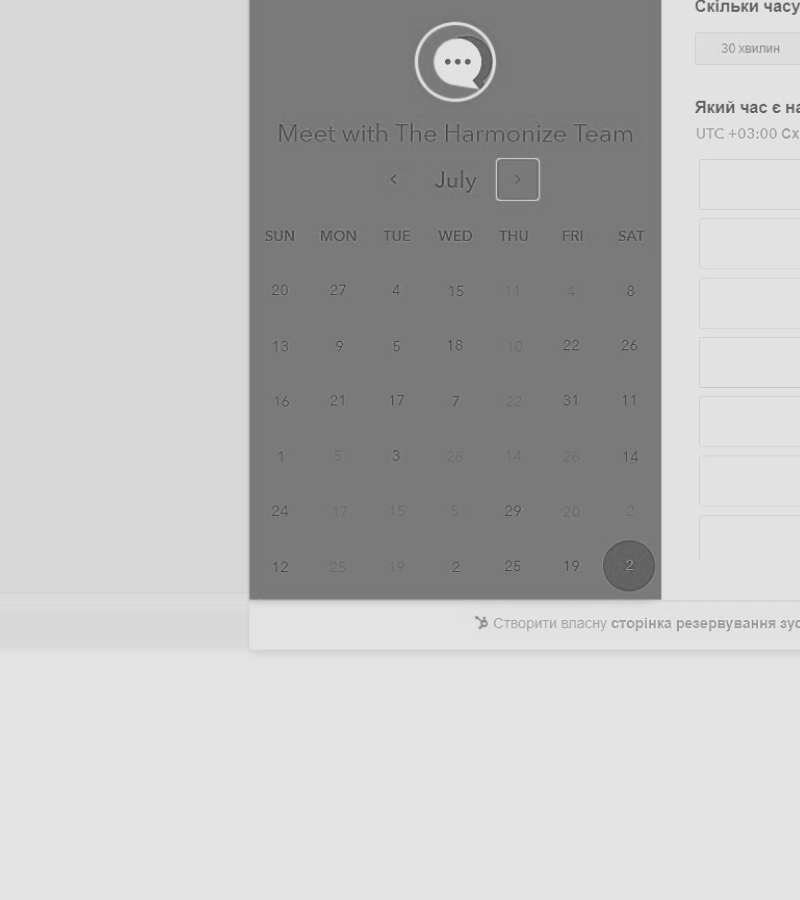 Скільки часу
30 хвилин
Який час є на
UTC +03:00 Сх
Meet with The Harmonize Team
July
SUN MON TUE WED THU FRI SAT
20 27 4 15 11 4 8
13 9 5 18 10 22 26
16 21 17 7 22 31 11
1 5 3 28 14 28 14
24 17 15 5 29 20 2
12 25 19 2 25 19 2
Створити власну сторінка резервування зус